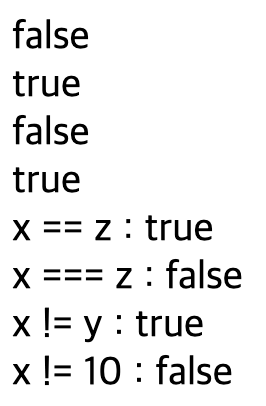 false
true
false
true
x == z : true
x === z : false
x != y : true
x != 10 : false